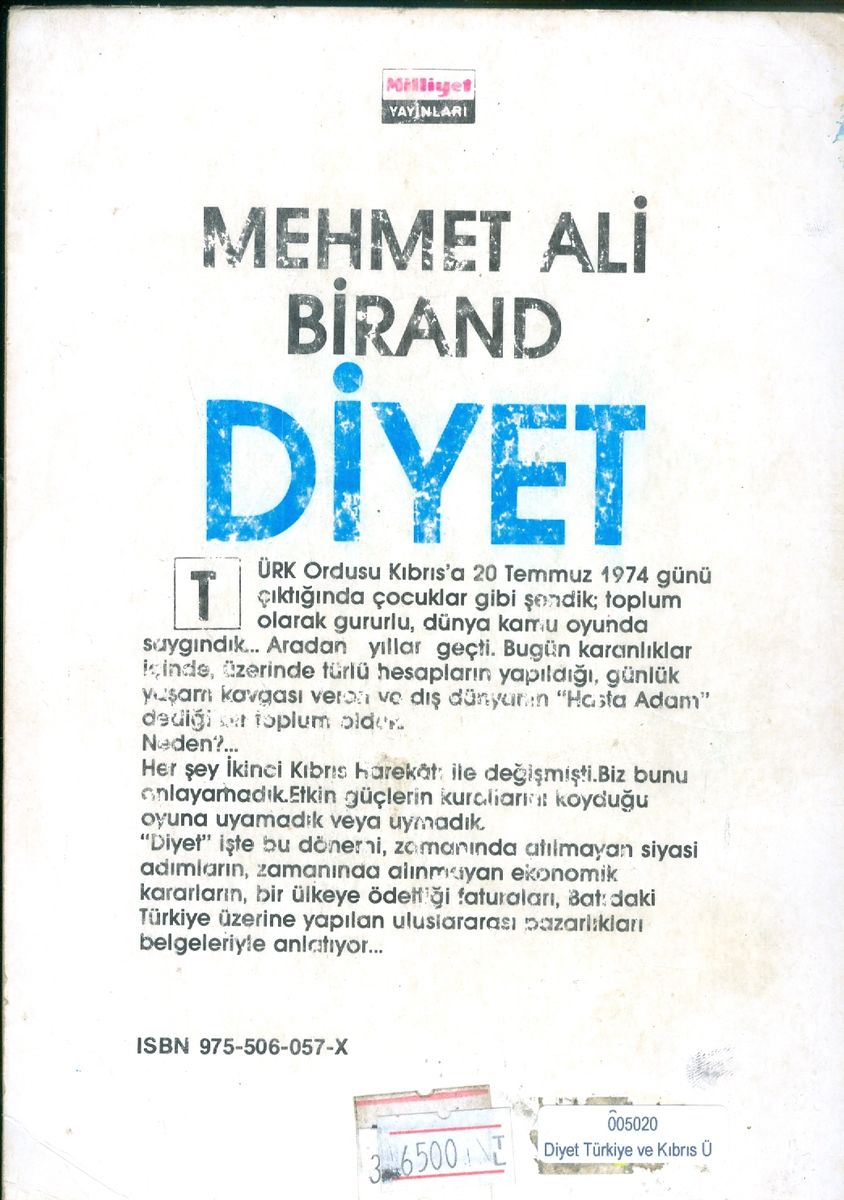 Milliyet
YAYINLARI
MEHMET ALİ
BİRAND
DİYET
TÜRK Ordusu Kıbrıs'a 20 Temmuz 1974 günü
çıktığında çocuklar gibi şendik; toplum
olarak gururlu, dünya kamu oyunda
saygındık... Aradan yıllar geçti. Bugün karanlıklar
içinde, üzerinde türlü hesapların yapıldığı, günlük
yaşam kavgası veren ve dış dünyanın "Hasta Adam"
dediği bir toplum olduk.
Neden?...
Her şey İkinci Kıbrıs Harekâtı ile değişmişti.Biz bunu
anlayamadık.Etkin güçlerin kurallarını koyduğu
oyuna uyamadık veya uymadık.
"Diyet" işte bu dönemi, zamanında atılmayan siyasi
adımların, zamanında alınmayan ekonomik
kararların, bir ülkeye ödettiği faturaları, Batıdaki
Türkiye üzerine yapılan uluslararası pazarlıkları
belgeleriyle anlatıyor...
ISBN 975-506-057-X
6500 TL
3
005020
Diyet Türkiye ve Kıbrıs Ü